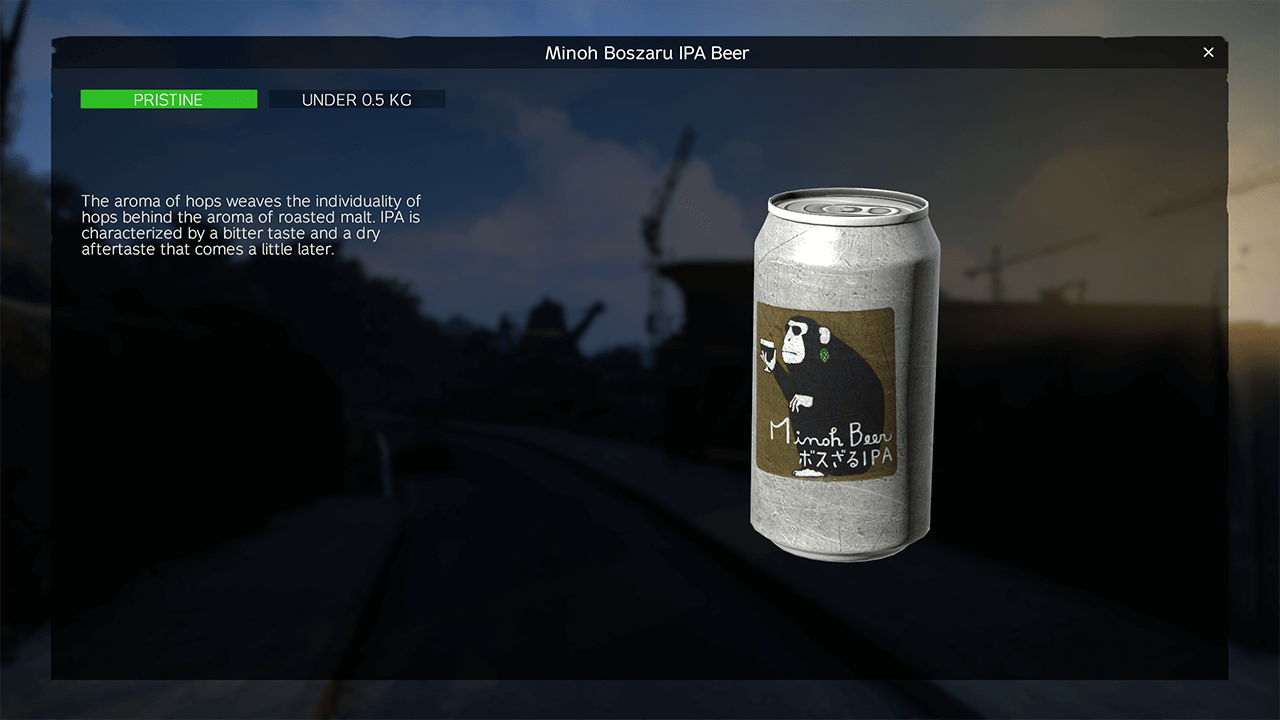 Minoh Boszaru IPA Beer
PRISTINE
UNDER 0.5 KG
The aroma of hops weaves the individuality of
hops behind the aroma of roasted malt. IPA is
characterized by a bitter taste and a dry
aftertaste that comes a little later.
Minoh Beer
ボスざるIPA